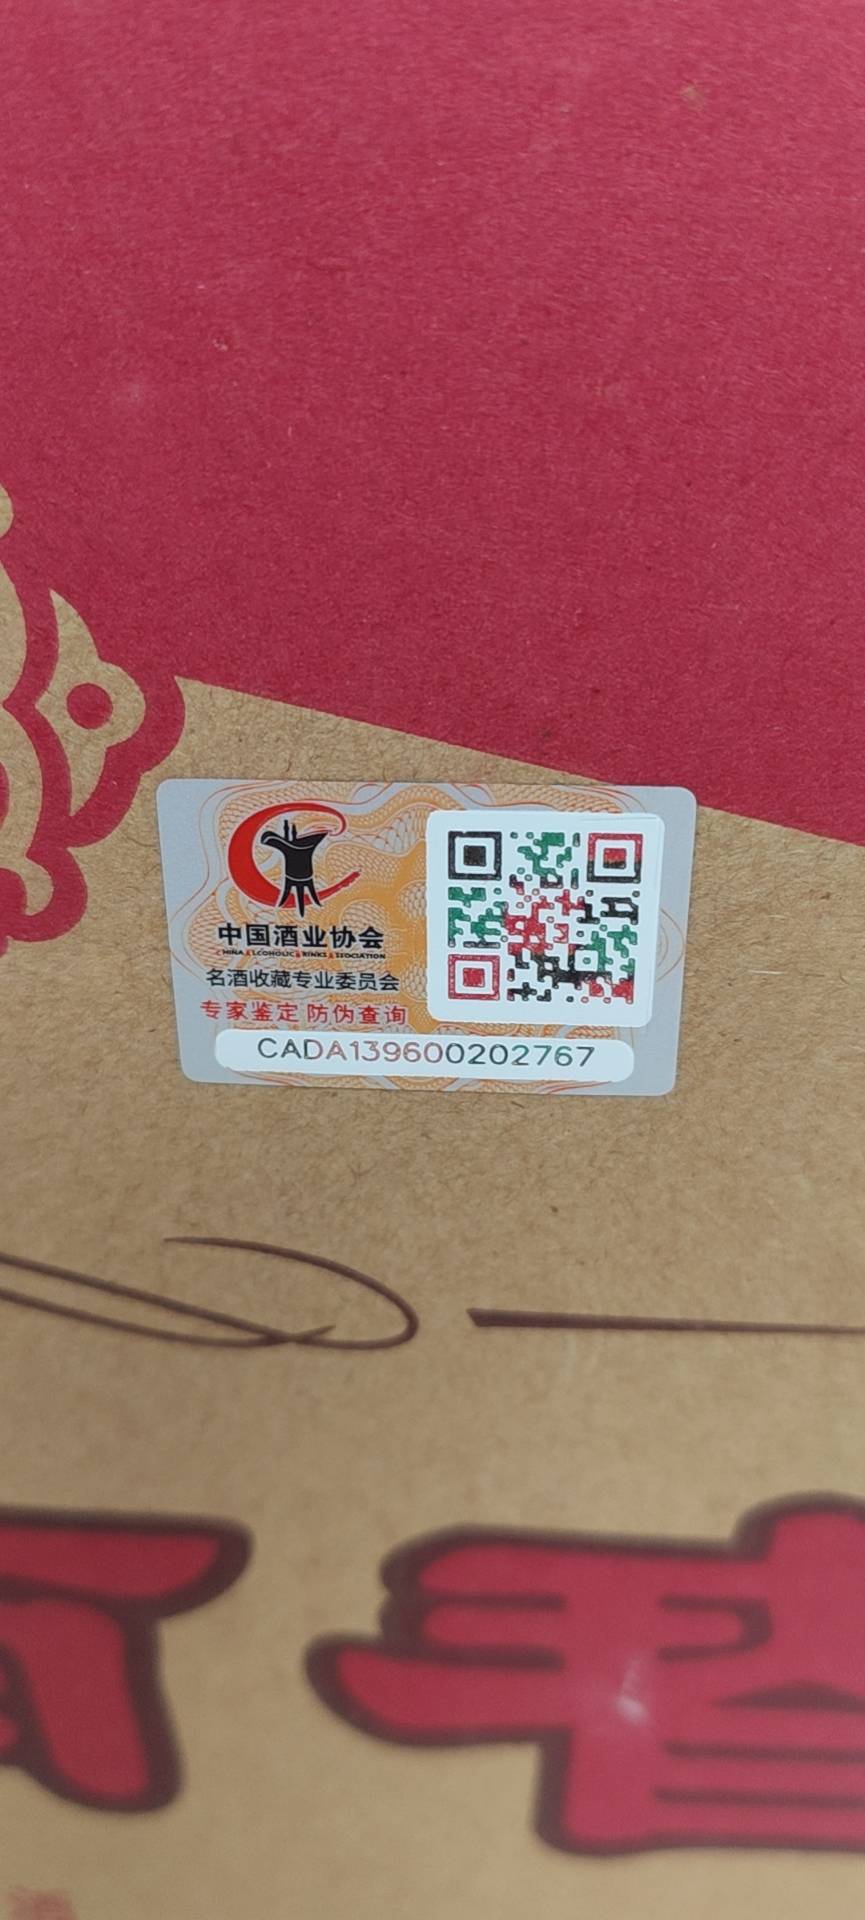 中国酒业协会
CHINA ALCOHOLIC DRINKS ASSOCIATION
名酒收藏专业委员会
专家鉴定 防伪查询
CADA139600202767